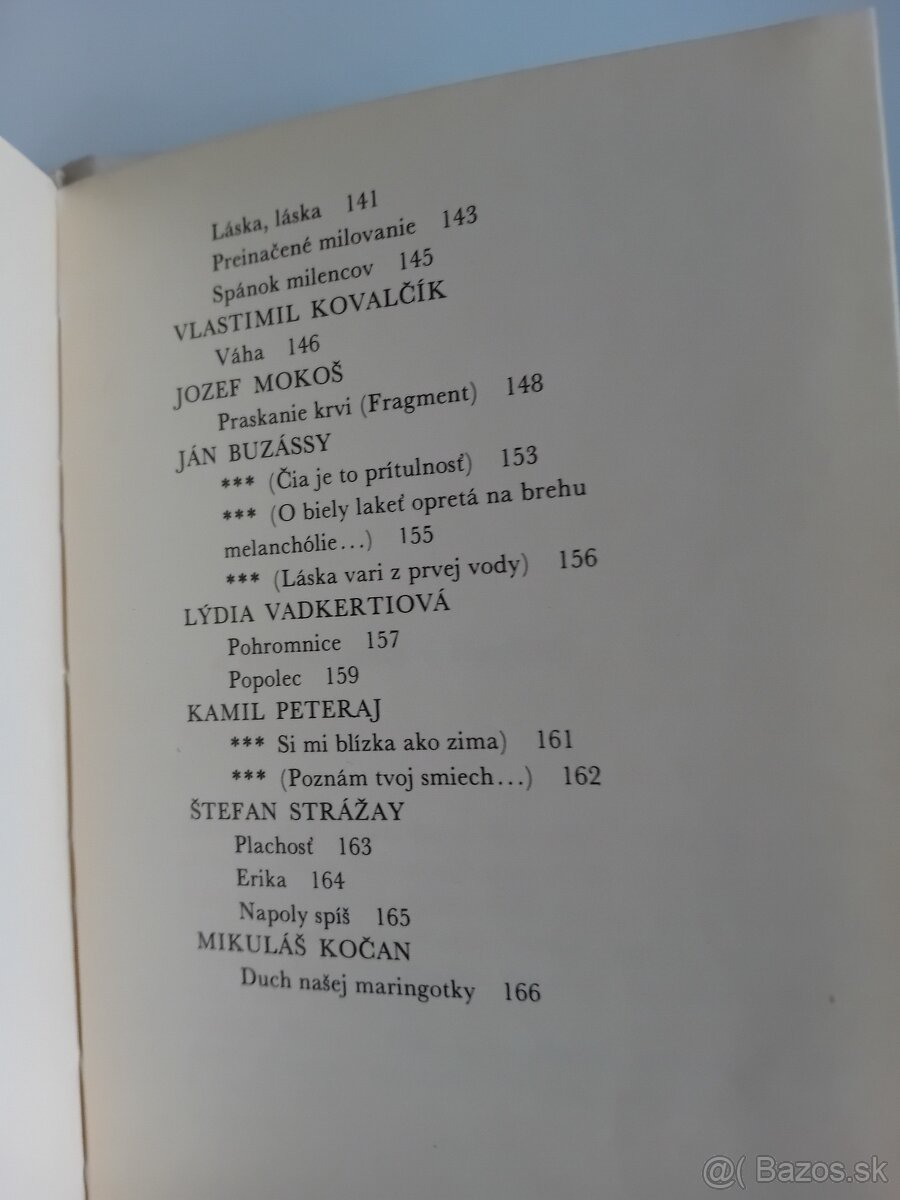 Láska, láska 141
Preinačené milovanie 143
Spánok milencov 145
VLASTIMIL KOVALČÍK
Váha 146
JOZEF MOKOŠ
Praskanie krvi (Fragment) 148
JÁN BUZÁSSY
*** (Čia je to prítulnosť) 153
*** (O biely lakeť opretá na brehu
melanchólie...) 155
*** (Láska vari z prvej vody) 156
LÝDIA VADKERTIOVÁ
Pohromnice 157
Popolec 159
KAMIL PETERAJ
*** Si mi blízka ako zima) 161
*** (Poznám tvoj smiech...) 162
ŠTEFAN STRÁŽAY
Plachosť 163
Erika 164
Napoly spíš 165
MIKULÁŠ KOČAN
Duch našej maringotky 166
@( Bazos.sk